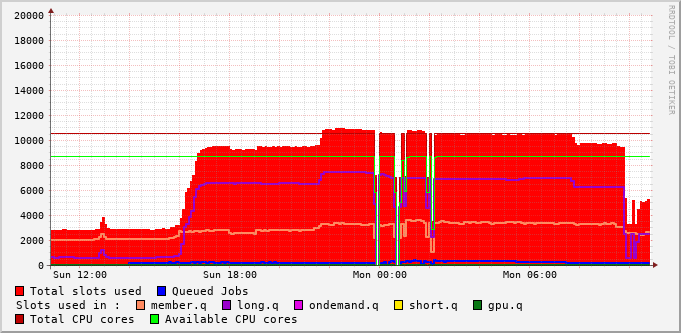 20000
18000
16000
14000
12000
10000
8000
6000
4000
2000
0
Sun 12:00 Sun 18:00 Mon 00:00 Mon 06:00
Total slots used Queued Jobs
Slots used in : member.q long.q ondemand.q short.q gpu.q
Total CPU cores Available CPU cores
RRDTOOL / TOBI OETIKER